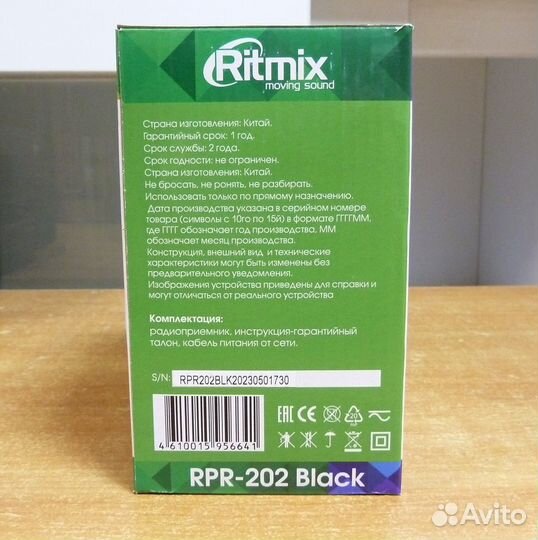 Ritmix
moving sound
Страна изготовления: Китай.
Гарантийный срок: 1 год.
Срок службы: 2 года.
Срок годности: не ограничен.
Страна изготовления: Китай.
Не бросать, не ронять, не разбирать.
Использовать только по прямому назначению.
Дата производства указана в серийном номере
товара (символы с 10го по 15й) в формате ГГГГММ,
где ГГГГ обозначает год производства, ММ
обозначает месяц производства.
Конструкция, внешний вид и технические
характеристики могут быть изменены без
предварительного уведомления.
Изображения устройства приведены для справки и
могут отличаться от реального устройства
Комплектация:
радиоприемник, инструкция-гарантийный
талон, кабель питания от сети.
S/N: RPR202BLK20230501730
4 610015 956641
EAC CE 20
RPR-202 Black
Avito